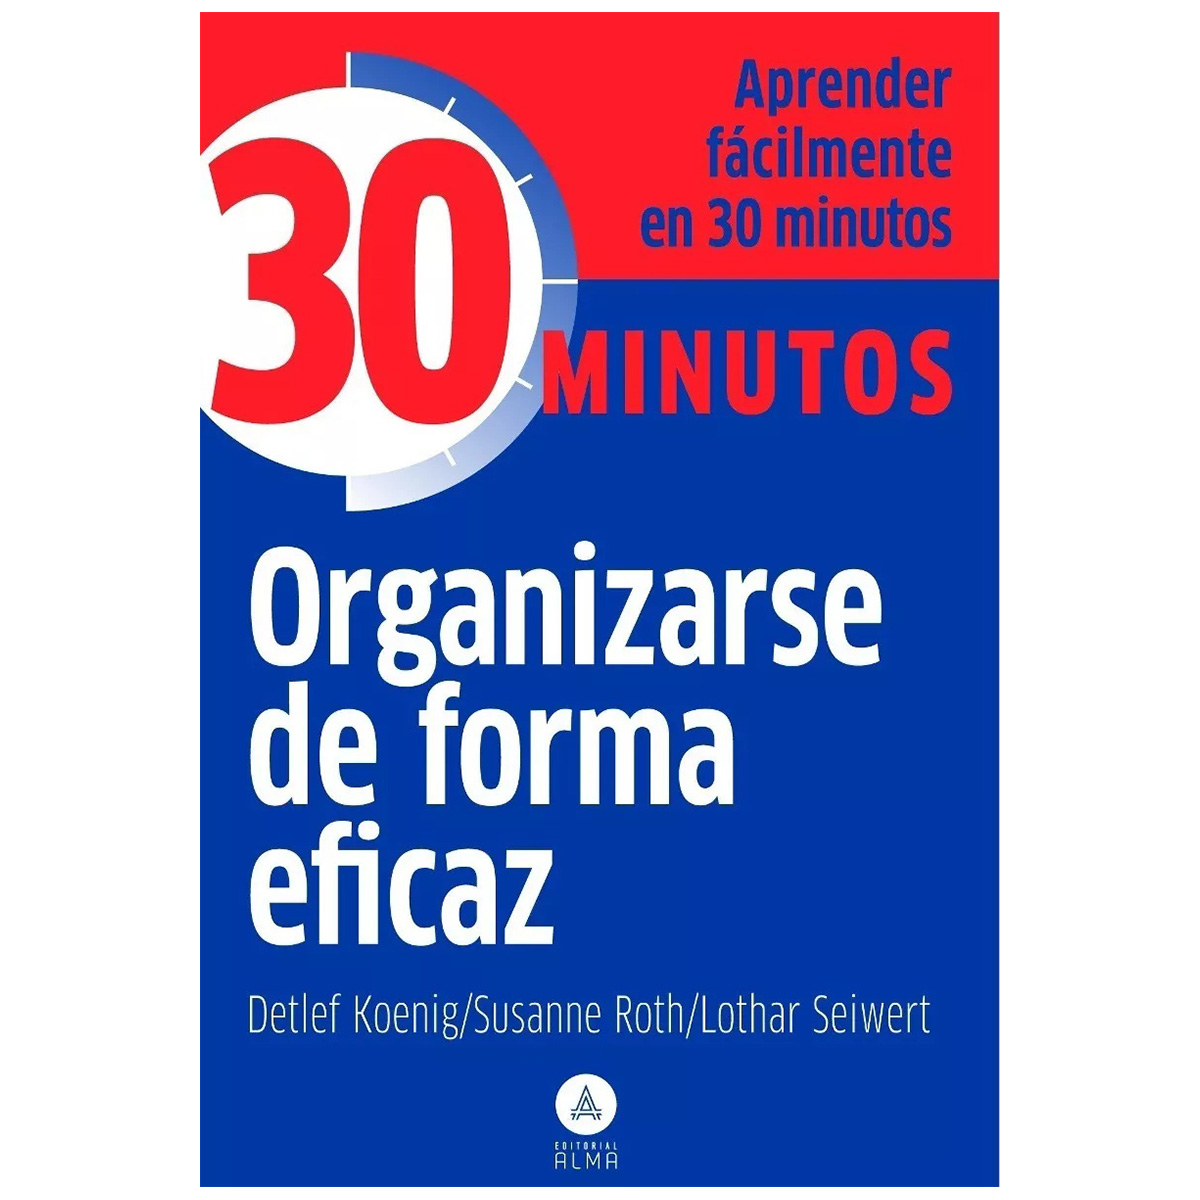 Aprender
fácilmente
en 30 minutos
30
MINUTOS
Organizarse
de forma
eficaz
Detlef Koenig/Susanne Roth/Lothar Seiwert
EDITORIAL
ALMA